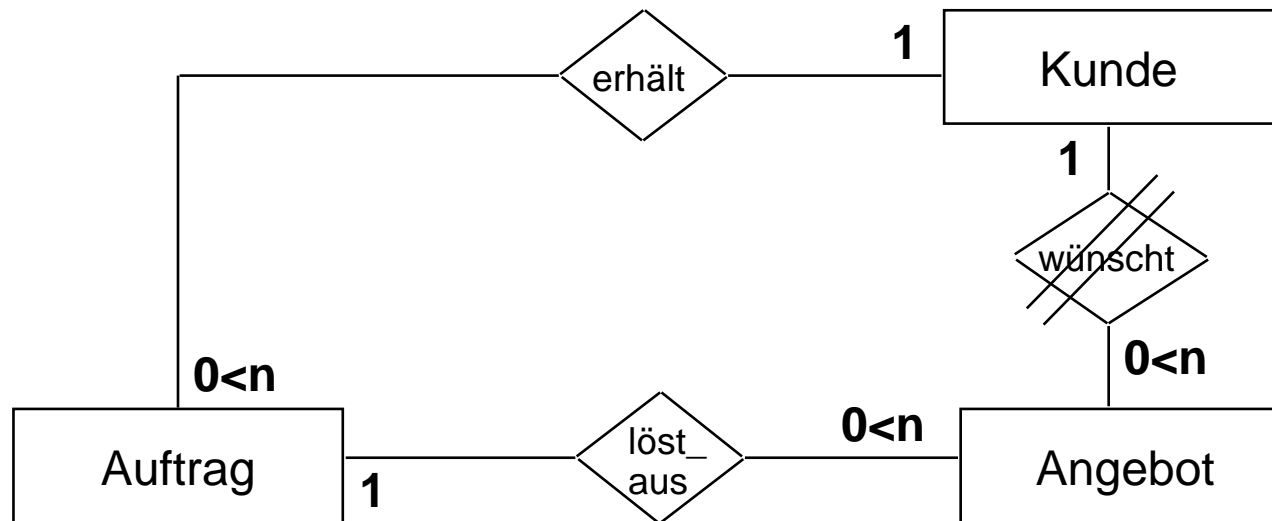 1
Kunde
erhält
1
wünscht
0<n
0<n
0<n
löst_
aus
Auftrag
1
Angebot